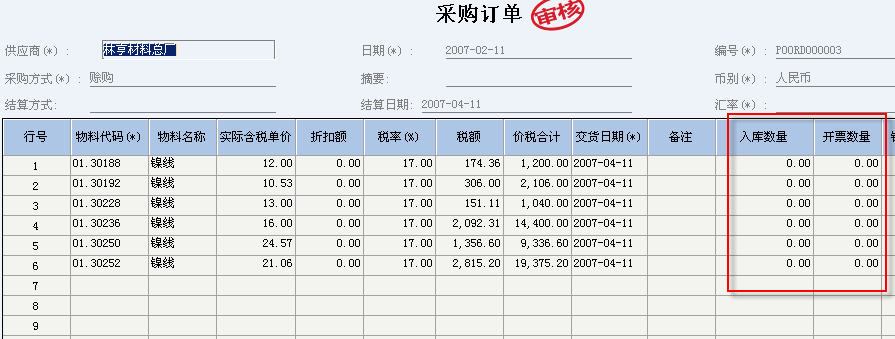 采购订单 审核
供应商(*): 林亨材料总厂 日期(*): 2007-02-11 编号(*): POORD000003
采购方式(*): 赊购 摘要: 币别(*): 人民币
结算方式: 结算日期: 2007-04-11 汇率(*):
行号 物料代码(*) 物料名称 实际含税单价 折扣额 税率(%) 税额 价税合计 交货日期(*) 备注 入库数量 开票数量
1 01.30188 镍线 12.00 0.00 17.00 174.36 1,200.00 2007-04-11 0.00 0.00
2 01.30192 镍线 10.53 0.00 17.00 306.00 2,106.00 2007-04-11 0.00 0.00
3 01.30228 镍线 13.00 0.00 17.00 151.11 1,040.00 2007-04-11 0.00 0.00
4 01.30236 镍线 16.00 0.00 17.00 2,092.31 14,400.00 2007-04-11 0.00 0.00
5 01.30250 镍线 24.57 0.00 17.00 1,356.60 9,336.60 2007-04-11 0.00 0.00
6 01.30252 镍线 21.06 0.00 17.00 2,815.20 19,375.20 2007-04-11 0.00 0.00
7
8
9